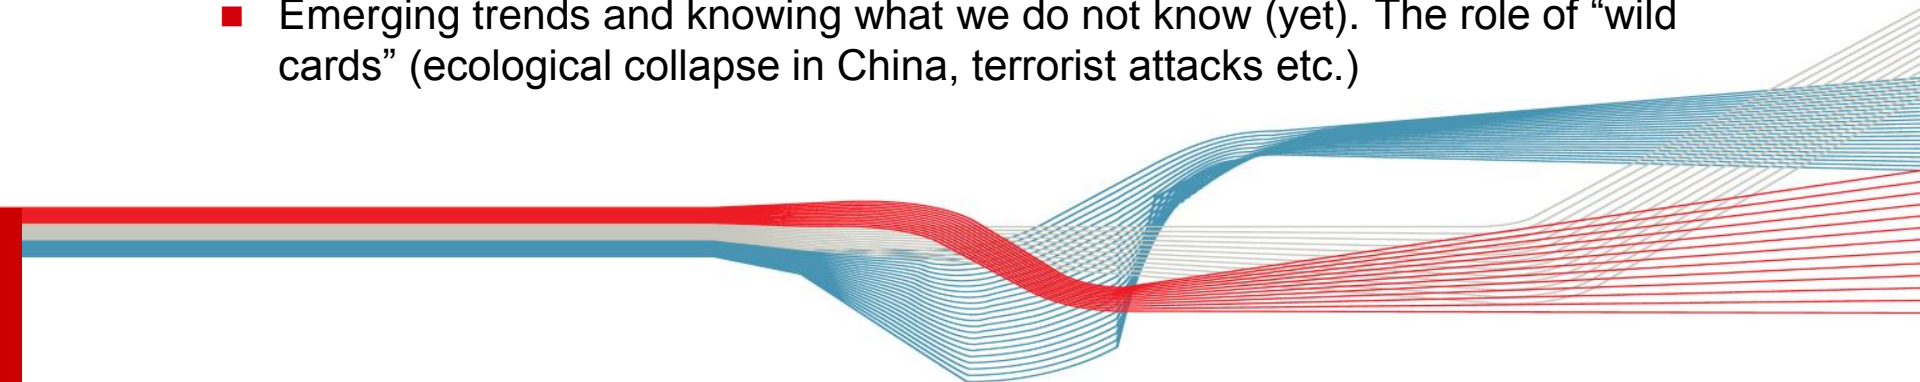 Emerging trends and knowing what we do not know (yet). The role of “wild
cards” (ecological collapse in China, terrorist attacks etc.)